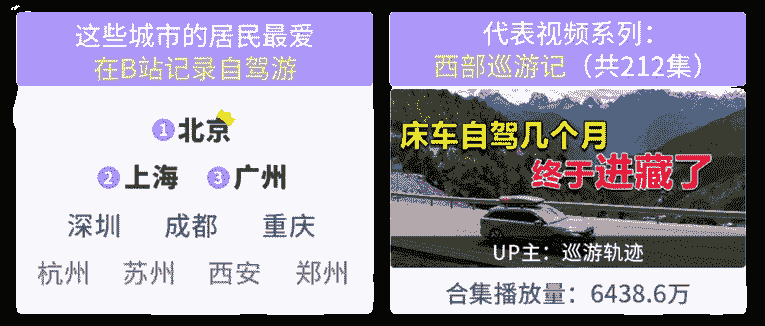 这些城市的居民最爱
在B站记录自驾游
1 北京
2 上海 3 广州
深圳 成都 重庆
杭州 苏州 西安 郑州
代表视频系列：
西部巡游记（共212集）
床车自驾几个月
终于进藏了
UP主：巡游轨迹
合集播放量：6438.6万